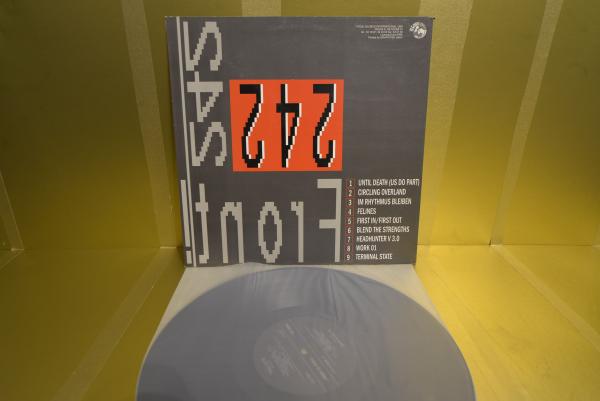 242
Front
242
1 UNTIL DEATH (US DO PART)
2 CIRCLING OVERLAND
3 IM RHYTHMUS BLEIBEN
4 FELINES
5 FIRST IN/FIRST OUT
6 BLEND THE STRENGTHS
7 HEADHUNTER V 3.0
8 WORK 01
9 TERMINAL STATE